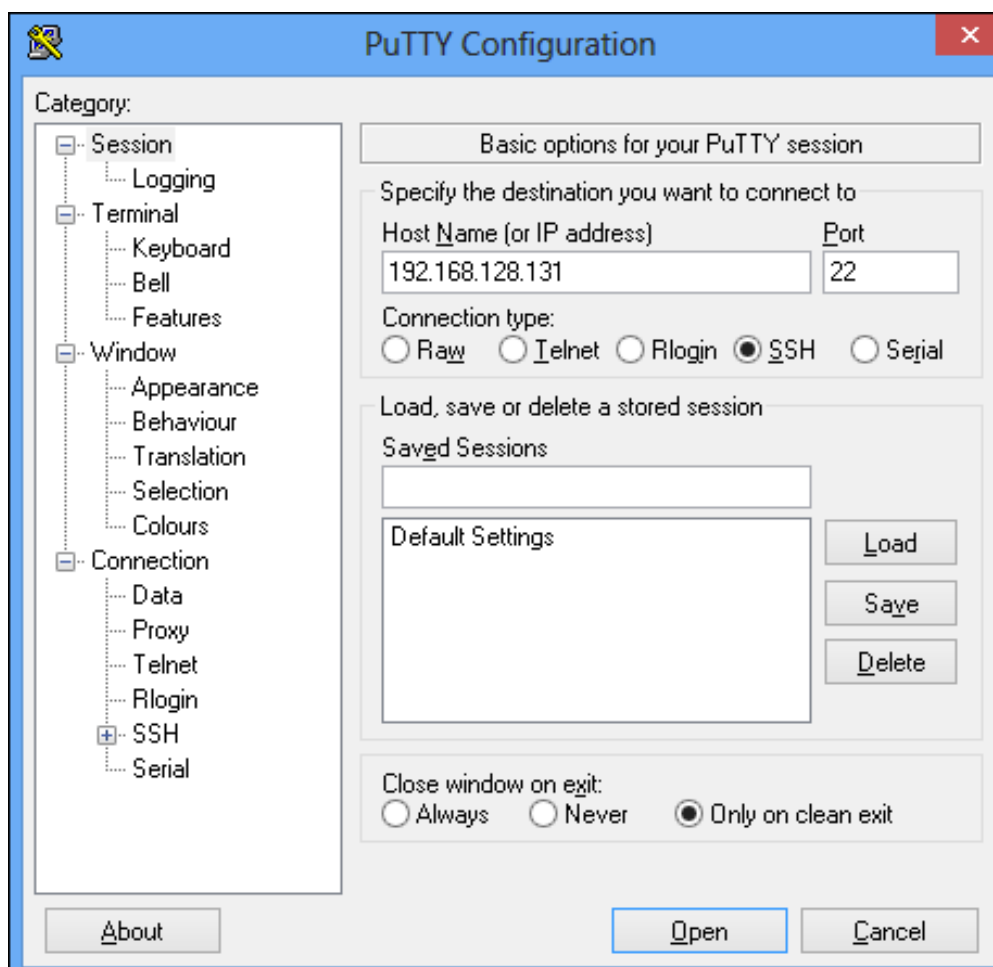 PuTTY Configuration
Category:
Session
Logging
Terminal
Keyboard
Bell
Features
Window
Appearance
Behaviour
Translation
Selection
Colours
Connection
Data
Proxy
Telnet
Rlogin
SSH
Serial
Basic options for your PuTTY session
Specify the destination you want to connect to
Host Name (or IP address) Port
192.168.128.131 22
Connection type:
Raw Telnet Rlogin SSH Serial
Load, save or delete a stored session
Saved Sessions
Default Settings
Load
Save
Delete
Close window on exit:
Always Never Only on clean exit
About Open Cancel